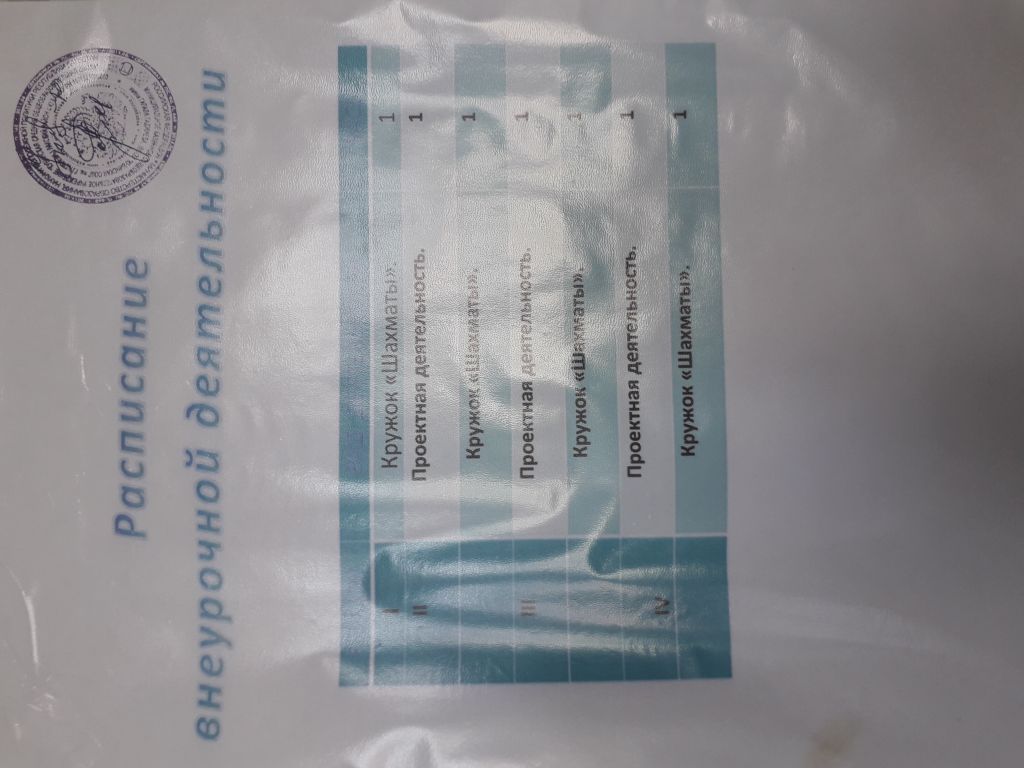 Расписание
внеурочной деятельности
I Кружок «Шахматы». 1
II Проектная деятельность. 1
Кружок «Шахматы». 1
III Проектная деятельность. 1
Кружок «Шахматы». 1
IV Проектная деятельность. 1
Кружок «Шахматы». 1